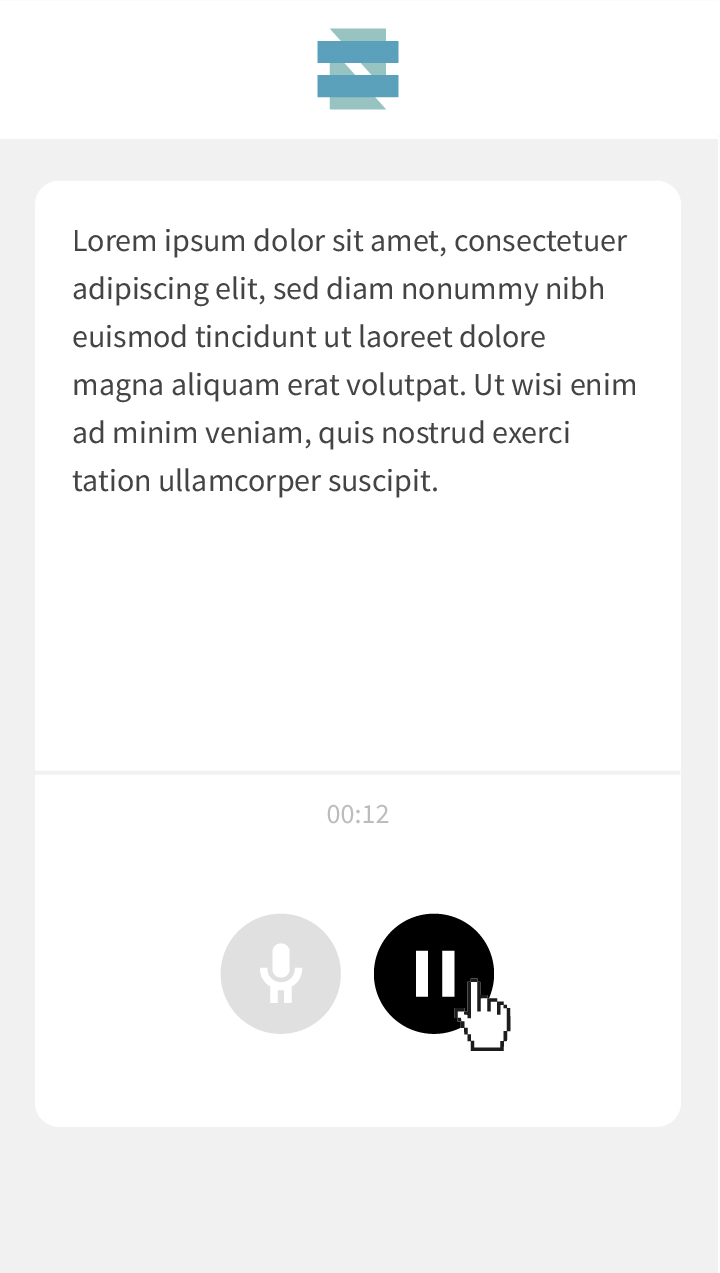 Lorem ipsum dolor sit amet, consectetuer
adipiscing elit, sed diam nonummy nibh
euismod tincidunt ut laoreet dolore
magna aliquam erat volutpat. Ut wisi enim
ad minim veniam, quis nostrud exerci
tation ullamcorper suscipit.
00:12